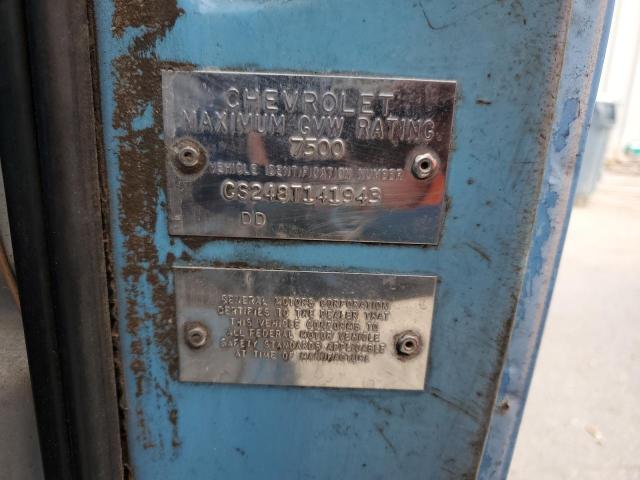 CHEVROLET
MAXIMUM GVW RATING
7500
VEHICLE IDENTIFICATION NUMBER
CS248T141943
DD
GENERAL MOTORS CORPORATION
CERTIFIES TO THE DEALER THAT
THIS VEHICLE CONFORMS TO
ALL FEDERAL MOTOR VEHICLE
SAFETY STANDARDS APPLICABLE
AT TIME OF MANUFACTURE